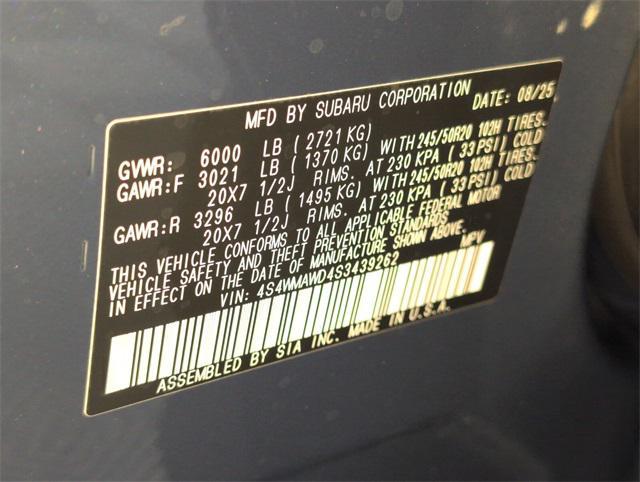 MFD BY SUBARU CORPORATION DATE: 08/25
GVWR: 6000 LB ( 2721 KG)
GAWR:F 3021 LB ( 1370 KG) WITH 245/50R20 102H TIRES.
20X7 1/2J RIMS. AT 230 KPA ( 33 PSI) COLD
GAWR:R 3296 LB ( 1495 KG) WITH 245/50R20 102H TIRES.
20X7 1/2J RIMS. AT 230 KPA ( 33 PSI) COLD
THIS VEHICLE CONFORMS TO ALL APPLICABLE FEDERAL MOTOR
VEHICLE SAFETY AND THEFT PREVENTION STANDARDS
IN EFFECT ON THE DATE OF MANUFACTURE SHOWN ABOVE.
VIN: 4S4WMAWD4S3439262 MPV
ASSEMBLED BY SIA INC. MADE IN U.S.A.